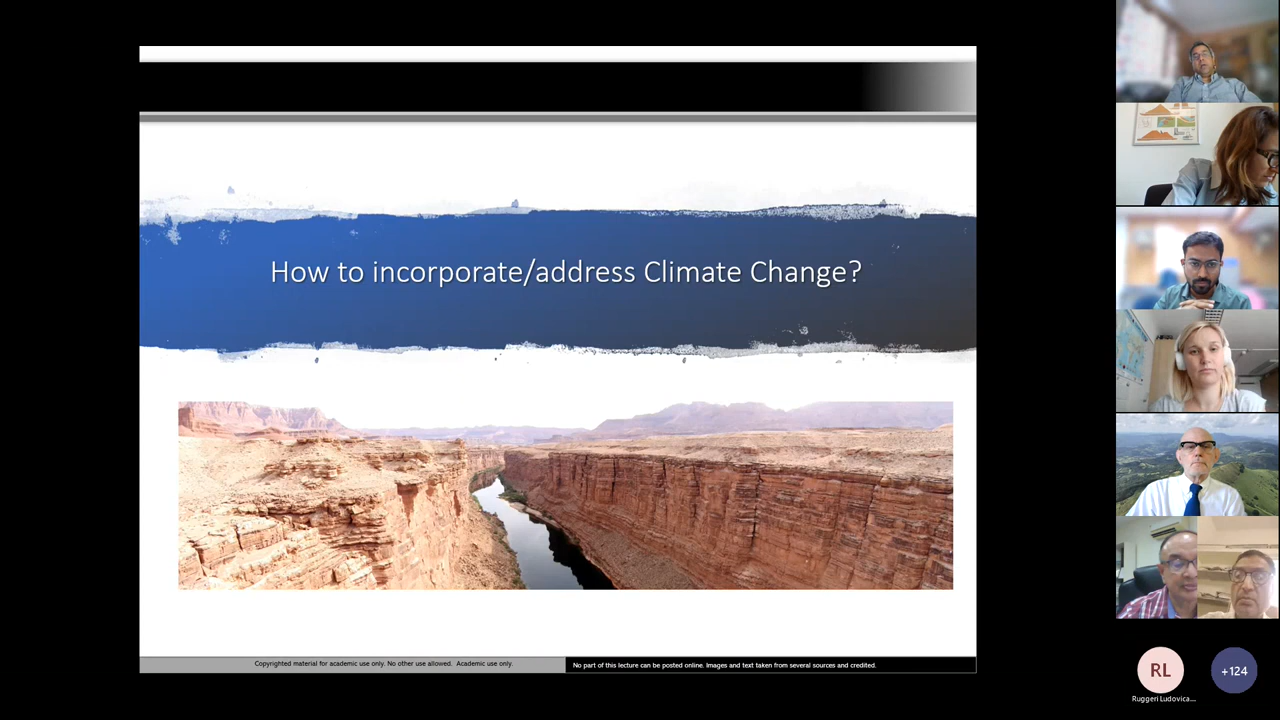 How to incorporate/address Climate Change?
Copyrighted material for academic use only. No other use allowed.  Academic use only.
No part of this lecture can be posted online. Images and text taken from several sources and credited.
RL
+124
Ruggeri Ludovica...